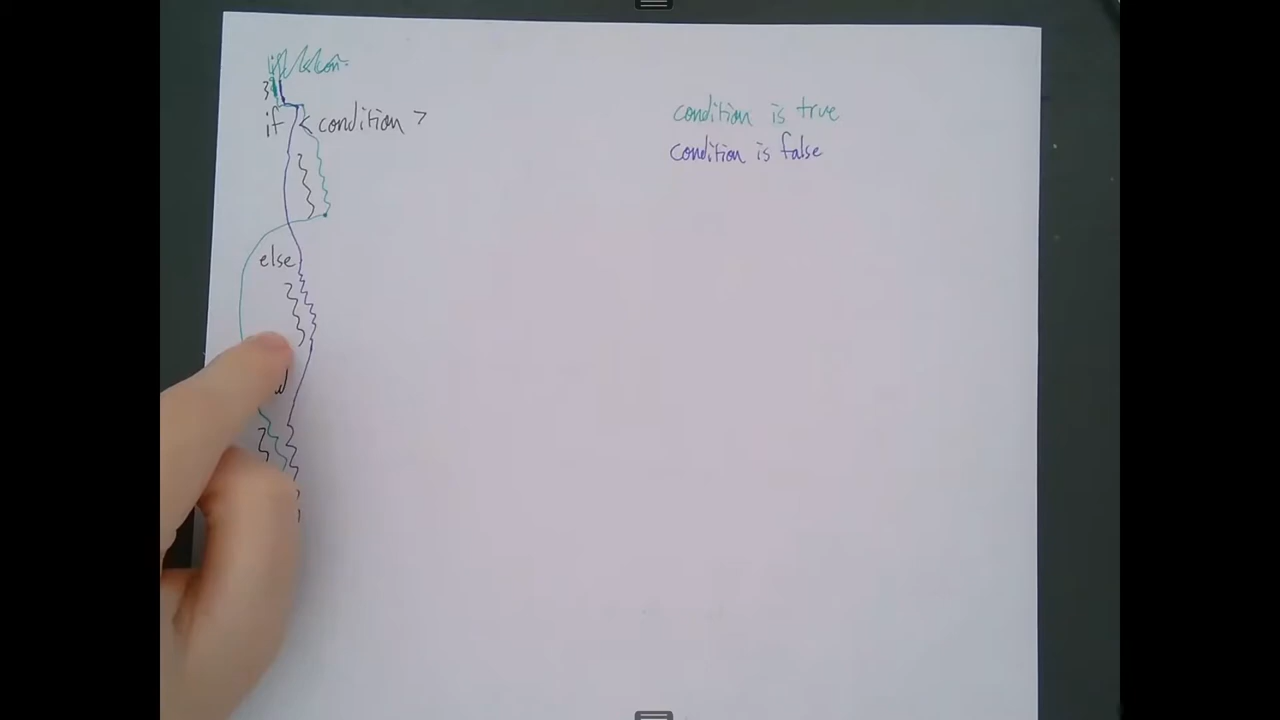 if < condition >
condition is true
condition is false
else